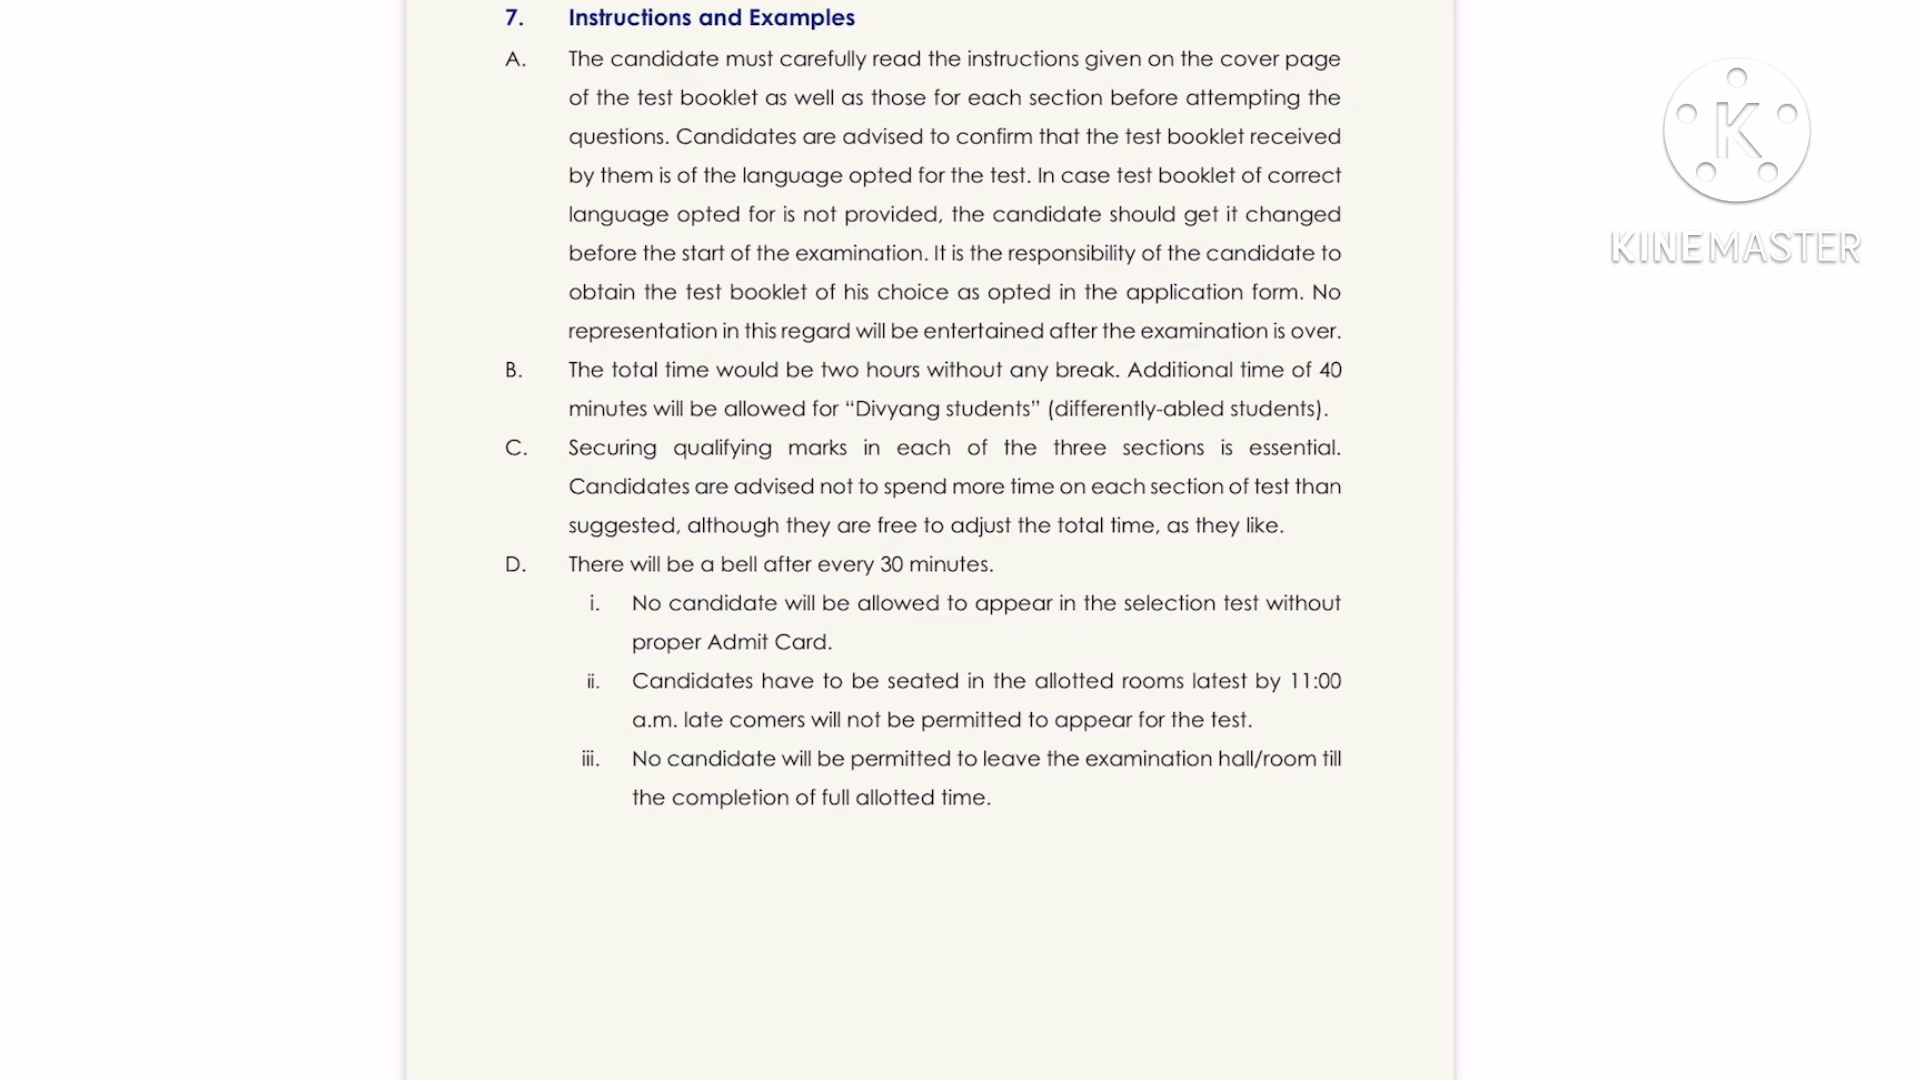 7. Instructions and Examples
A. The candidate must carefully read the instructions given on the cover page
of the test booklet as well as those for each section before attempting the
questions. Candidates are advised to confirm that the test booklet received
by them is of the language opted for the test. In case test booklet of correct
language opted for is not provided, the candidate should get it changed
before the start of the examination. It is the responsibility of the candidate to
obtain the test booklet of his choice as opted in the application form. No
representation in this regard will be entertained after the examination is over.
B. The total time would be two hours without any break. Additional time of 40
minutes will be allowed for “Divyang students” (differently-abled students).
C. Securing qualifying marks in each of the three sections is essential.
Candidates are advised not to spend more time on each section of test than
suggested, although they are free to adjust the total time, as they like.
D. There will be a bell after every 30 minutes.
i. No candidate will be allowed to appear in the selection test without
proper Admit Card.
ii. Candidates have to be seated in the allotted rooms latest by 11:00
a.m. late comers will not be permitted to appear for the test.
iii. No candidate will be permitted to leave the examination hall/room till
the completion of full allotted time.
K
KINEMASTER